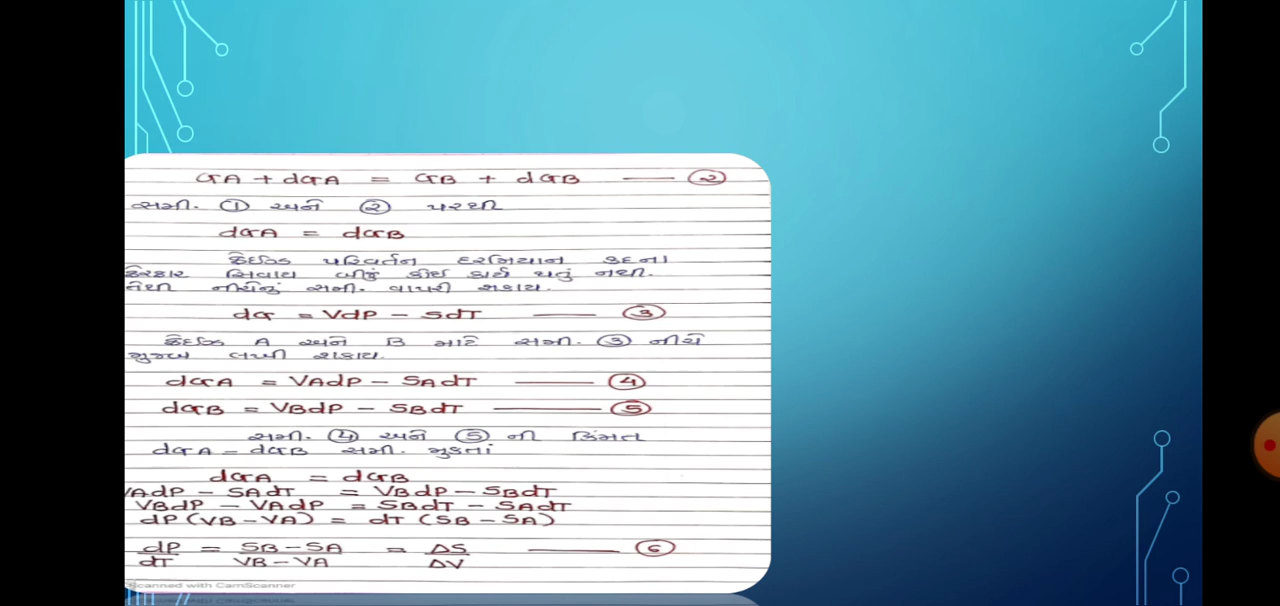 GA + dGA = GB + dGB —— ②
સમી. ① અને ② પરથી
dGA = dGB
ફેઈઝ પરિવર્તન દરમિયાન કદના
ફેરફાર સિવાય બીજું કોઈ કાર્ય થતું નથી.
તેથી નીચેનું સમી. વાપરી શકાય.
dG = VdP - SdT —— ③
ફેઈઝ A અને B માટે સમી. ③ નીચે
મુજબ લખી શકાય.
dGA = VAdP - SAdT —— ④
dGB = VBdP - SBdT —— ⑤
સમી. ④ અને ⑤ ની કિંમત
dGA - dGB સમી. મુકતાં
dGA = dGB
VAdP - SAdT = VBdP - SBdT
VBdP - VAdP = SBdT - SAdT
dP (VB - VA) = dT (SB - SA)
dP/dT = SB - SA/VB - VA = ΔS/ΔV —— ⑥
Scanned with CamScanner